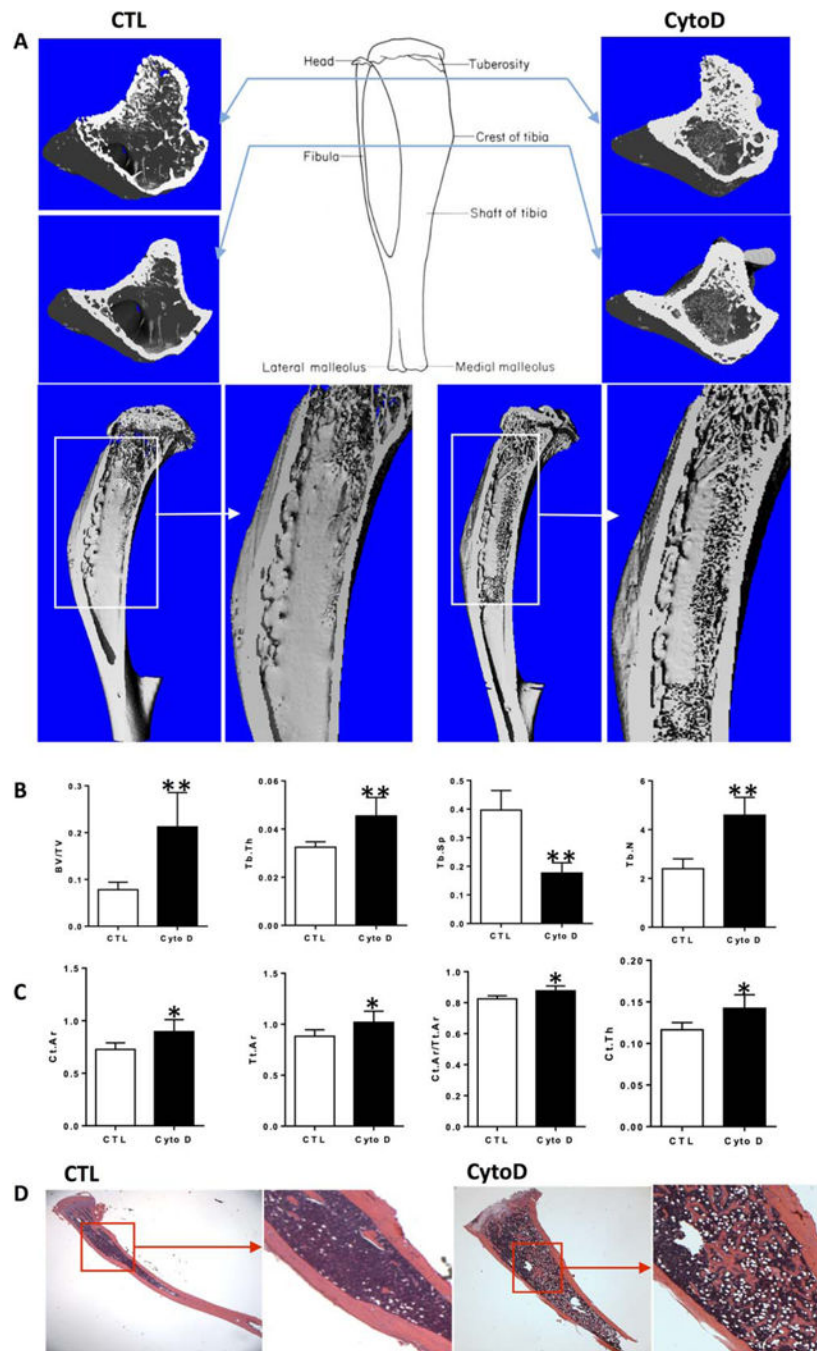 CTL
CytoD
A
Head
Tuberosity
Crest of tibia
Fibula
Shaft of tibia
Lateral malleolus
Medial malleolus
B
BV/TV
0.3
0.2
0.1
0.0
**
CTL
Cyto D
Tb.Th
0.06
0.04
0.02
0.00
**
CTL
Cyto D
Tb.Sp
0.5
0.4
0.3
0.2
0.1
0.0
**
CTL
Cyto D
Tb.N
6
4
2
0
**
CTL
Cyto D
C
Ct.Ar
1.5
1.0
0.5
0.0
*
CTL
Cyto D
Tt.Ar
1.5
1.0
0.5
0.0
*
CTL
Cyto D
Ct.Ar/Tt.Ar
1.0
0.8
0.6
0.4
0.2
0.0
*
CTL
Cyto D
Ct.Th
0.20
0.15
0.10
0.05
0.00
*
CTL
Cyto D
D
CTL
CytoD